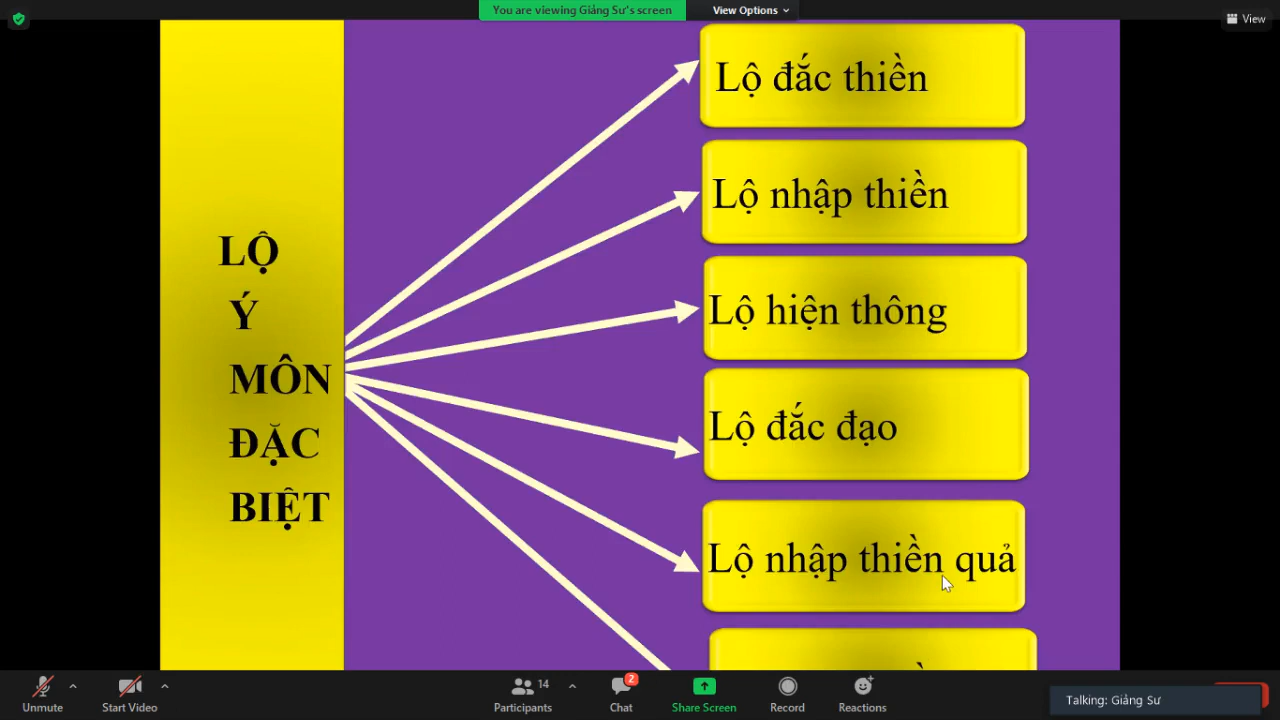 You are viewing Giảng Sư's screen
View Options
View
LỘ
Ý
MÔN
ĐẶC
BIỆT
Lộ đắc thiền
Lộ nhập thiền
Lộ hiện thông
Lộ đắc đạo
Lộ nhập thiền quả
Unmute
Start Video
14
Participants
2
Chat
Share Screen
Record
Reactions
Talking: Giảng Sư